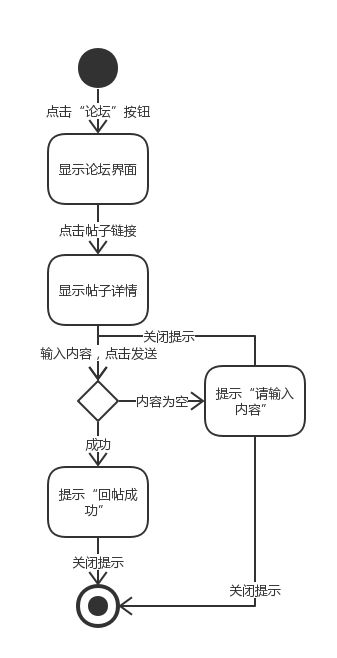 点击“论坛”按钮
显示论坛界面
点击帖子链接
显示帖子详情
关闭提示
输入内容，点击发送
内容为空
提示“请输入
内容”
成功
提示“回帖成
功”
关闭提示
关闭提示